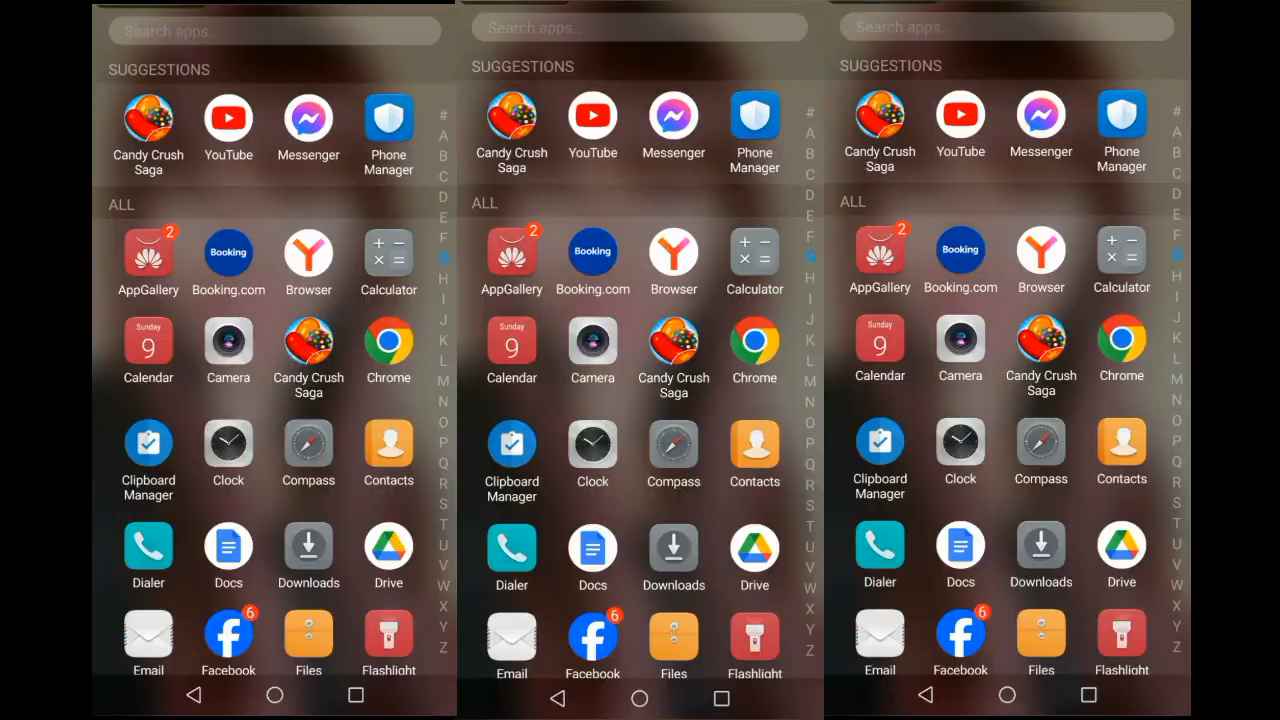 Search apps
SUGGESTIONS
Candy Crush Saga
YouTube
Messenger
Phone Manager
ALL
2
AppGallery
Booking
Booking.com
Browser
Calculator
Sunday
9
Calendar
Camera
Candy Crush Saga
Chrome
Clipboard Manager
Clock
Compass
Contacts
Dialer
Docs
Downloads
Drive
Email
6
Facebook
Files
Flashlight
#
A
B
C
D
E
F
G
H
I
J
K
L
M
N
O
P
Q
R
S
T
U
V
W
X
Y
Z
Search apps...
SUGGESTIONS
Candy Crush Saga
YouTube
Messenger
Phone Manager
ALL
2
AppGallery
Booking
Booking.com
Browser
Calculator
Sunday
9
Calendar
Camera
Candy Crush Saga
Chrome
Clipboard Manager
Clock
Compass
Contacts
Dialer
Docs
Downloads
Drive
Email
6
Facebook
Files
Flashlight
#
A
B
C
D
E
F
G
H
I
J
K
L
M
N
O
P
Q
R
S
T
U
V
W
X
Y
Z
Search apps...
SUGGESTIONS
Candy Crush Saga
YouTube
Messenger
Phone Manager
ALL
2
AppGallery
Booking
Booking.com
Browser
Calculator
Sunday
9
Calendar
Camera
Candy Crush Saga
Chrome
Clipboard Manager
Clock
Compass
Contacts
Dialer
Docs
Downloads
Drive
Email
6
Facebook
Files
Flashlight
#
A
B
C
D
E
F
G
H
I
J
K
L
M
N
O
P
Q
R
S
T
U
V
W
X
Y
Z